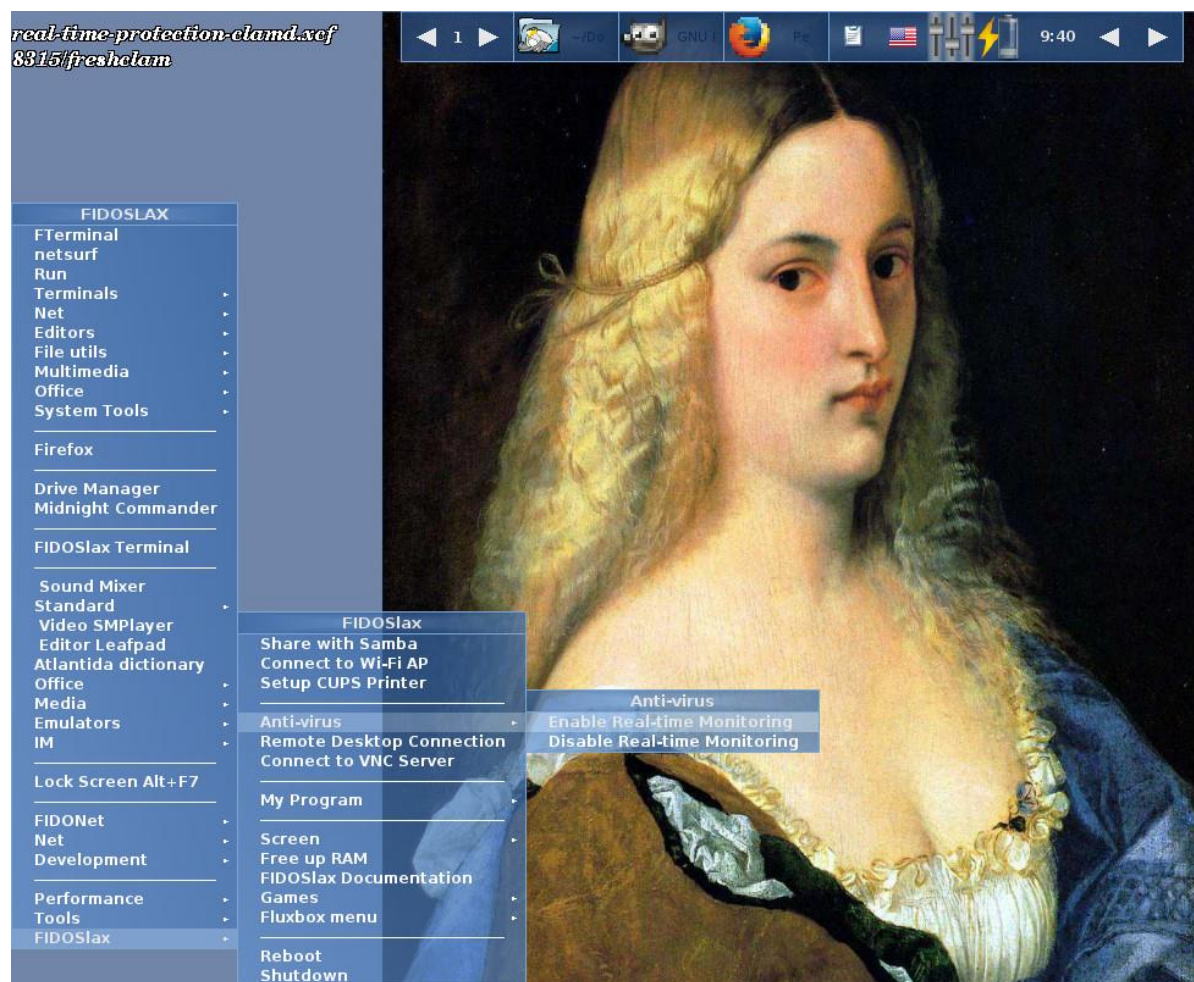 real-time-protection-clamd.xcf
8315/freshclam
1
~/Do
GNU I
Pe
9:40
FIDOSLAX
FTerminal
netsurf
Run
Terminals
Net
Editors
File utils
Multimedia
Office
System Tools
Firefox
Drive Manager
Midnight Commander
FIDOSlax Terminal
Sound Mixer
Standard
Video SMPlayer
Editor Leafpad
Atlantida dictionary
Office
Media
Emulators
IM
Lock Screen Alt+F7
FIDONet
Net
Development
Performance
Tools
FIDOSlax
FIDOSlax
Share with Samba
Connect to Wi-Fi AP
Setup CUPS Printer
Anti-virus
Remote Desktop Connection
Connect to VNC Server
My Program
Screen
Free up RAM
FIDOSlax Documentation
Games
Fluxbox menu
Reboot
Shutdown
Anti-virus
Enable Real-time Monitoring
Disable Real-time Monitoring